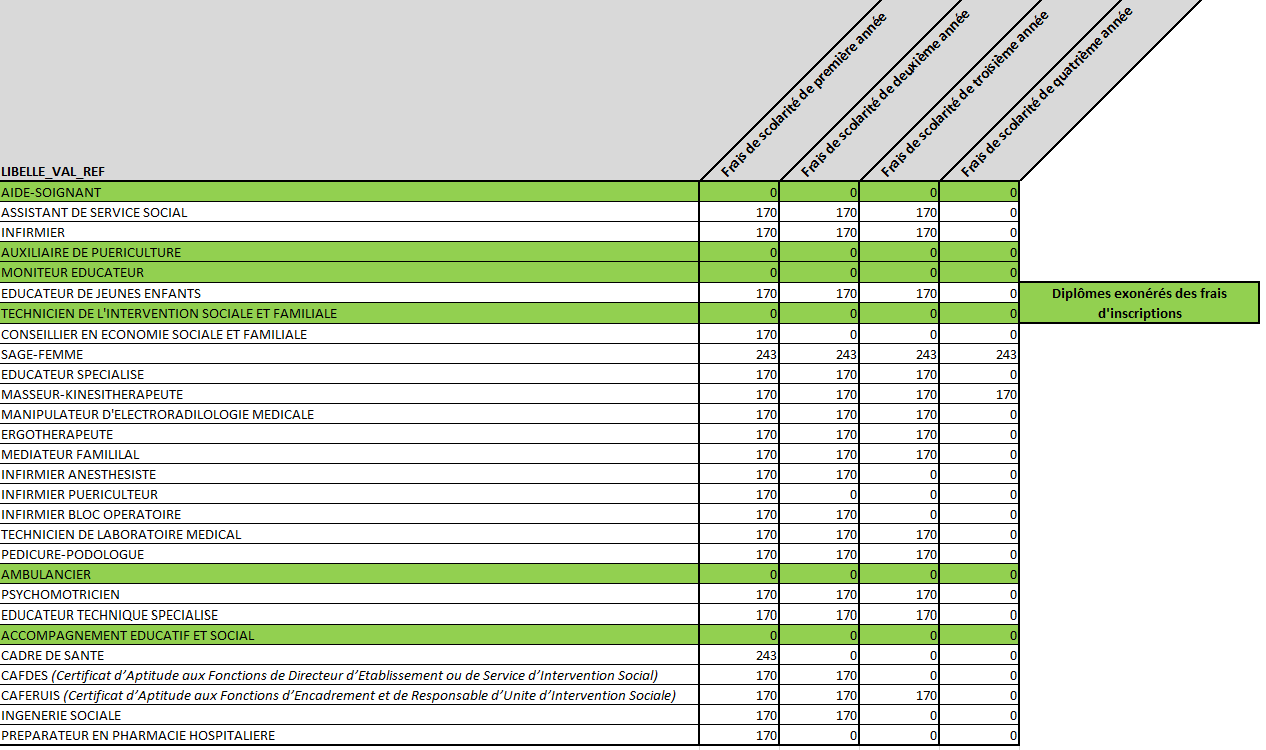 Frais de scolarité de première année
Frais de scolarité de deuxième année
Frais de scolarité de troisième année
Frais de scolarité de quatrième année
LIBELLE_VAL_REF
AIDE-SOIGNANT 0 0 0 0
ASSISTANT DE SERVICE SOCIAL 170 170 170 0
INFIRMIER 170 170 170 0
AUXILIAIRE DE PUERICULTURE 0 0 0 0
MONITEUR EDUCATEUR 0 0 0 0
EDUCATEUR DE JEUNES ENFANTS 170 170 170 0
Diplômes exonérés des frais
d'inscriptions
TECHNICIEN DE L'INTERVENTION SOCIALE ET FAMILIALE 0 0 0 0
CONSEILLIER EN ECONOMIE SOCIALE ET FAMILIALE 170 0 0 0
SAGE-FEMME 243 243 243 243
EDUCATEUR SPECIALISE 170 170 170 0
MASSEUR-KINESITHERAPEUTE 170 170 170 170
MANIPULATEUR D'ELECTRORADILOLOGIE MEDICALE 170 170 170 0
ERGOTHERAPEUTE 170 170 170 0
MEDIATEUR FAMILILAL 170 170 170 0
INFIRMIER ANESTHESISTE 170 170 0 0
INFIRMIER PUERICULTEUR 170 0 0 0
INFIRMIER BLOC OPERATOIRE 170 170 0 0
TECHNICIEN DE LABORATOIRE MEDICAL 170 170 170 0
PEDICURE-PODOLOGUE 170 170 170 0
AMBULANCIER 0 0 0 0
PSYCHOMOTRICIEN 170 170 170 0
EDUCATEUR TECHNIQUE SPECIALISE 170 170 170 0
ACCOMPAGNEMENT EDUCATIF ET SOCIAL 0 0 0 0
CADRE DE SANTE 243 0 0 0
CAFDES (Certificat d’Aptitude aux Fonctions de Directeur d’Etablissement ou de Service d’Intervention Social) 170 170 0 0
CAFERUIS (Certificat d’Aptitude aux Fonctions d’Encadrement et de Responsable d’Unite d’Intervention Sociale) 170 170 170 0
INGENERIE SOCIALE 170 170 0 0
PREPARATEUR EN PHARMACIE HOSPITALIERE 170 0 0 0